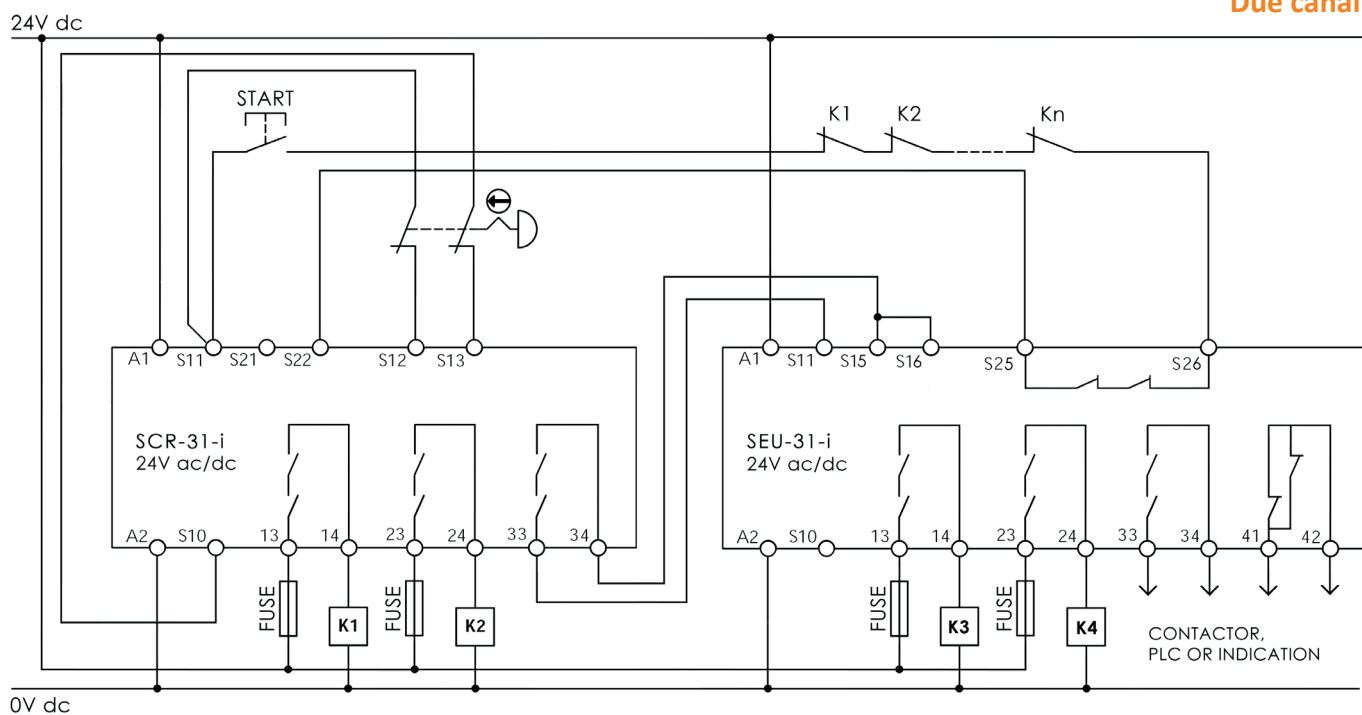 Due canal
24V dc
START
K1 K2 Kn
A1 S11 S21 S22 S12 S13
A1 S11 S15 S16 S25 S26
SCR-31-i
24V ac/dc
SEU-31-i
24V ac/dc
A2 S10 13 14 23 24 33 34
A2 S10 13 14 23 24 33 34 41 42
FUSE K1 FUSE K2
FUSE K3 FUSE K4
CONTACTOR,
PLC OR INDICATION
0V dc